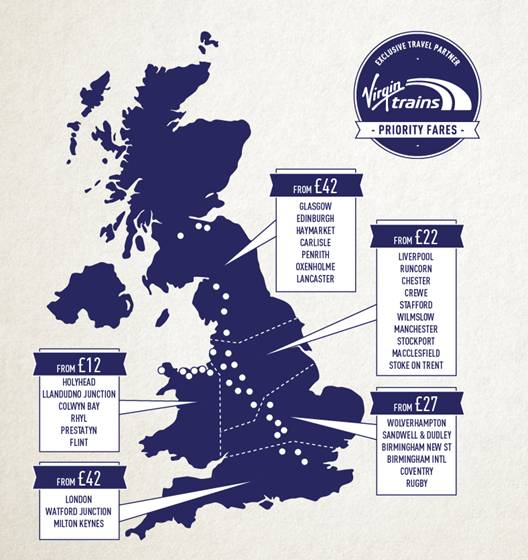 EXCLUSIVE TRAVEL PARTNER
Virgin trains
- PRIORITY FARES -
FROM £42
GLASGOW
EDINBURGH
HAYMARKET
CARLISLE
PENRITH
OXENHOLME
LANCASTER
FROM £22
LIVERPOOL
RUNCORN
CHESTER
CREWE
STAFFORD
WILMSLOW
MANCHESTER
STOCKPORT
MACCLESFIELD
STOKE ON TRENT
FROM £12
HOLYHEAD
LLANDUDNO JUNCTION
COLWYN BAY
RHYL
PRESTATYN
FLINT
FROM £27
WOLVERHAMPTON
SANDWELL & DUDLEY
BIRMINGHAM NEW ST
BIRMINGHAM INTL
COVENTRY
RUGBY
FROM £42
LONDON
WATFORD JUNCTION
MILTON KEYNES